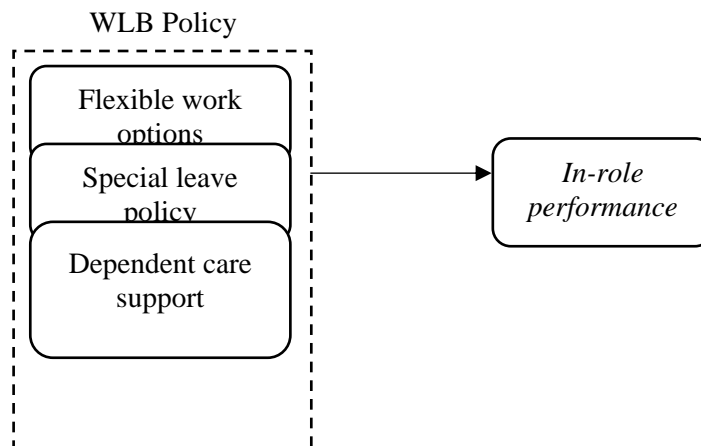 WLB Policy
Flexible work
options
Special leave
policy
Dependent care
support
In-role
performance